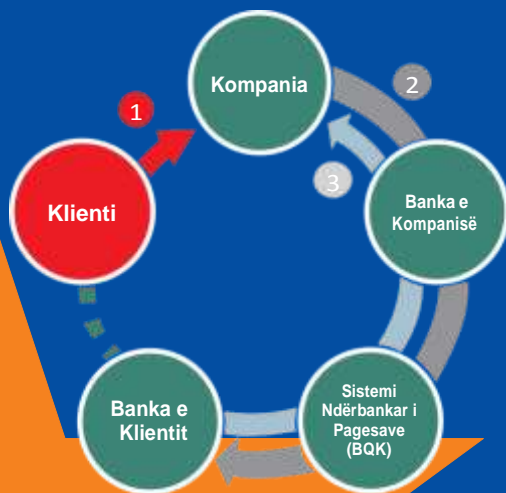 Kompania
2
1
3
Klienti
Banka e
Kompanisë
Banka e
Klientit
Sistemi
Ndërbankar i
Pagesave
(BQK)